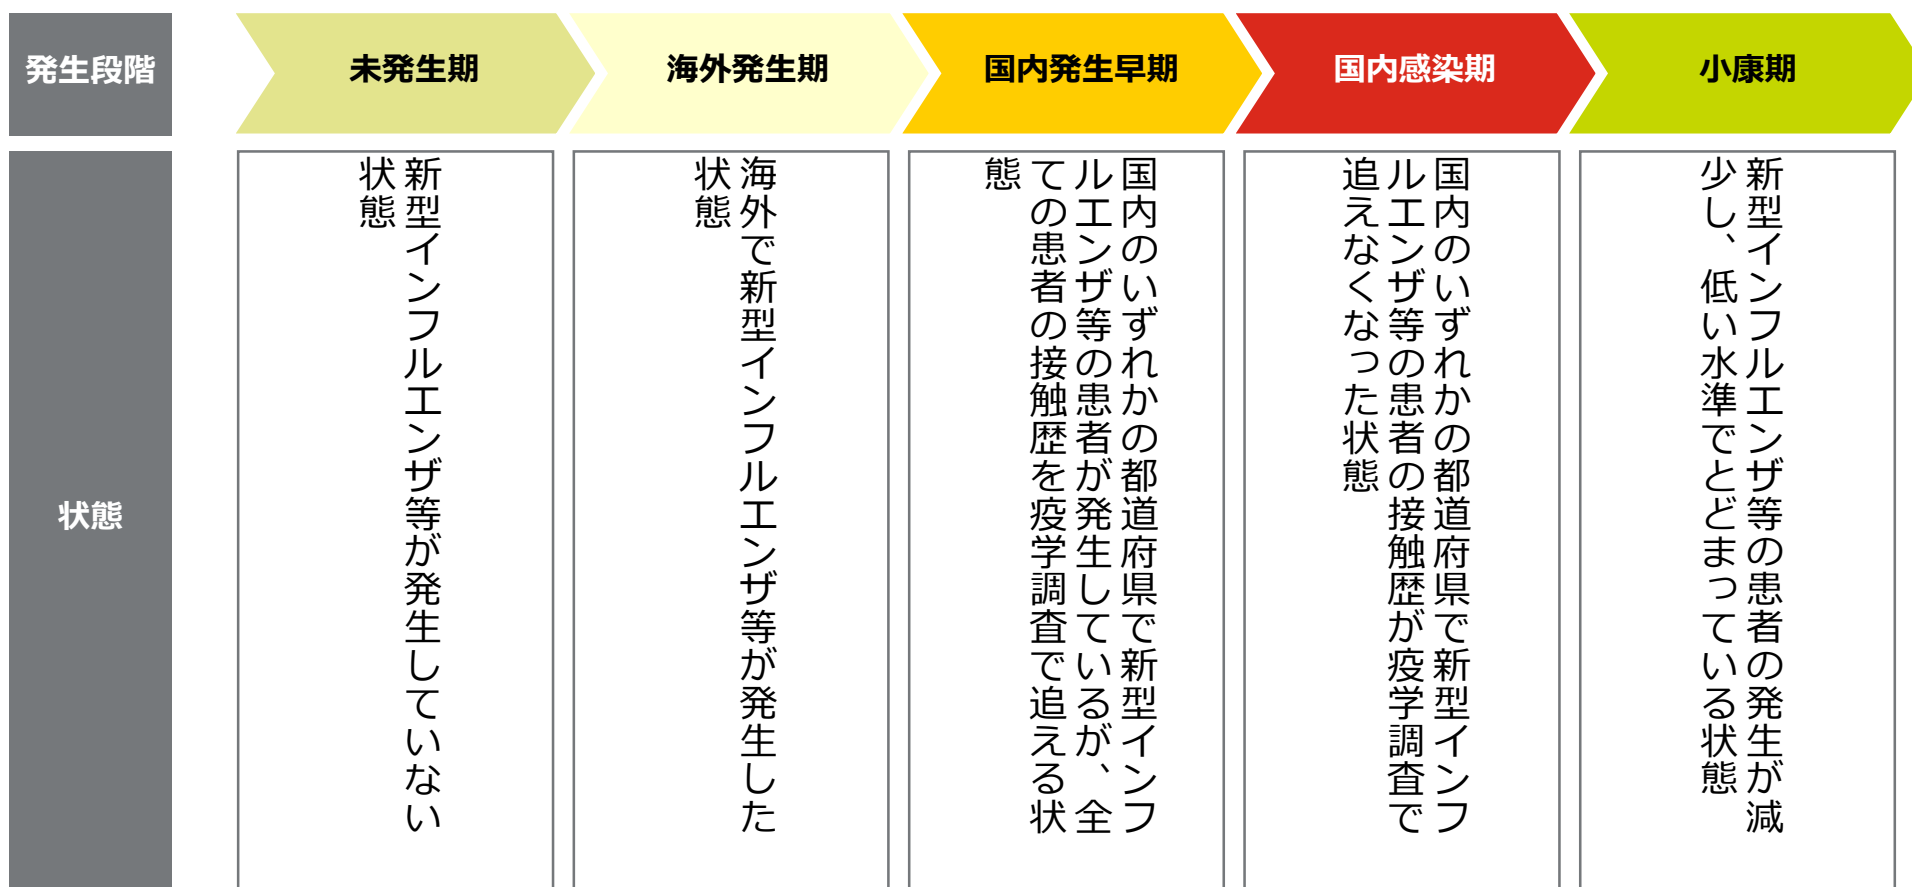 発生段階
未発生期
海外発生期
国内発生早期
国内感染期
小康期
状態
新型インフルエンザ等が発生していない
状態
海外で新型インフルエンザ等が発生した
状態
国内のいずれかの都道府県で新型インフ
ルエンザ等の患者が発生しているが、全
ての患者の接触歴を疫学調査で追える状
態
国内のいずれかの都道府県で新型インフ
ルエンザ等の患者の接触歴が疫学調査で
追えなくなった状態
新型インフルエンザ等の患者の発生が減
少し、低い水準でとどまっている状態